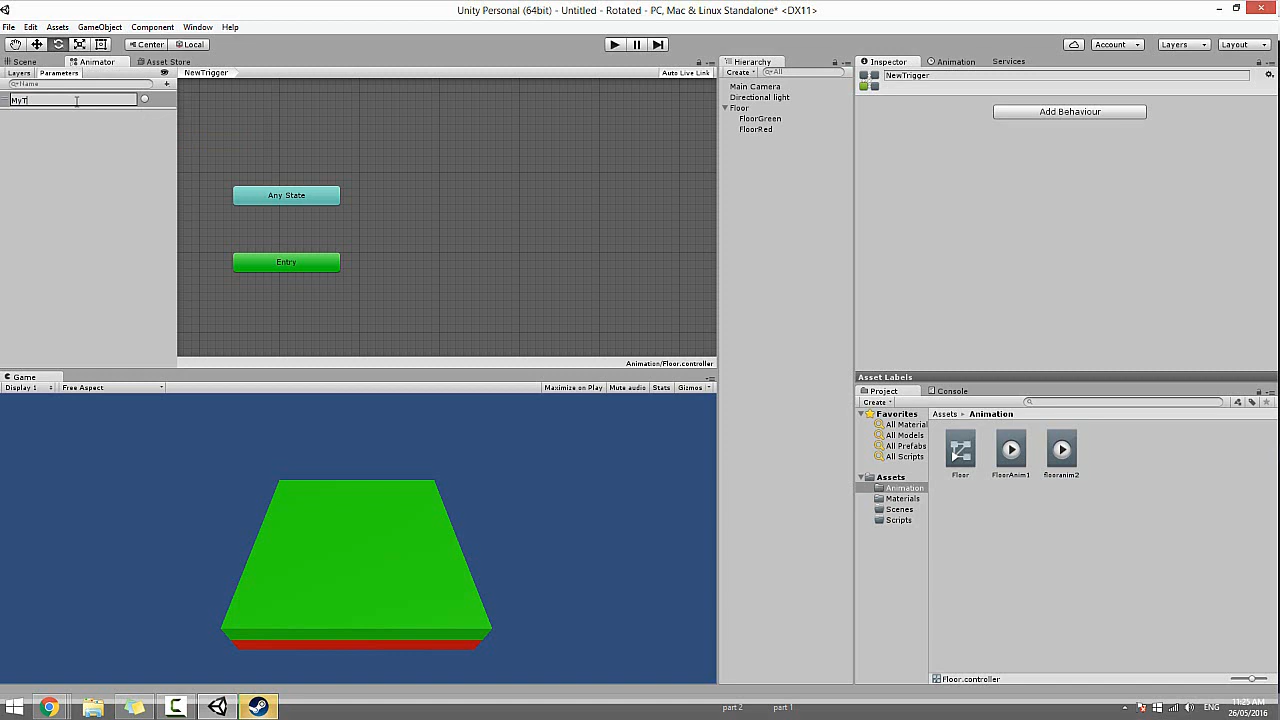 Unity Personal (64bit) - Untitled - Rotated - PC, Mac & Linux Standalone* <DX11>
File Edit Assets GameObject Component Window Help
Center Local Account Layers Layout
Scene Animator Asset Store
Layers Parameters NewTrigger Auto Live Link
Name
MyT
Any State
Entry
Animation/Floor.controller
Hierarchy
Create All
Main Camera
Directional light
Floor
FloorGreen
FloorRed
Inspector Animation Services
NewTrigger
Add Behaviour
Asset Labels
Game
Display 1 Free Aspect Maximize on Play Mute audio Stats Gizmos
Project Console
Create
Favorites
All Material
All Models
All Prefabs
All Scripts
Assets
Animation
Materials
Scenes
Scripts
Assets Animation
Floor FloorAnim1 flooranim2
Floor.controller
part 2 part 1
ENG
11:25 AM
26/05/2016